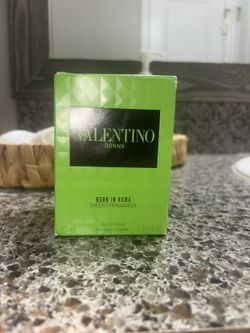 VALENTINO
DONNA
BORN IN ROMA
GREEN STRAVAGANZA
EAU DE PARFUM